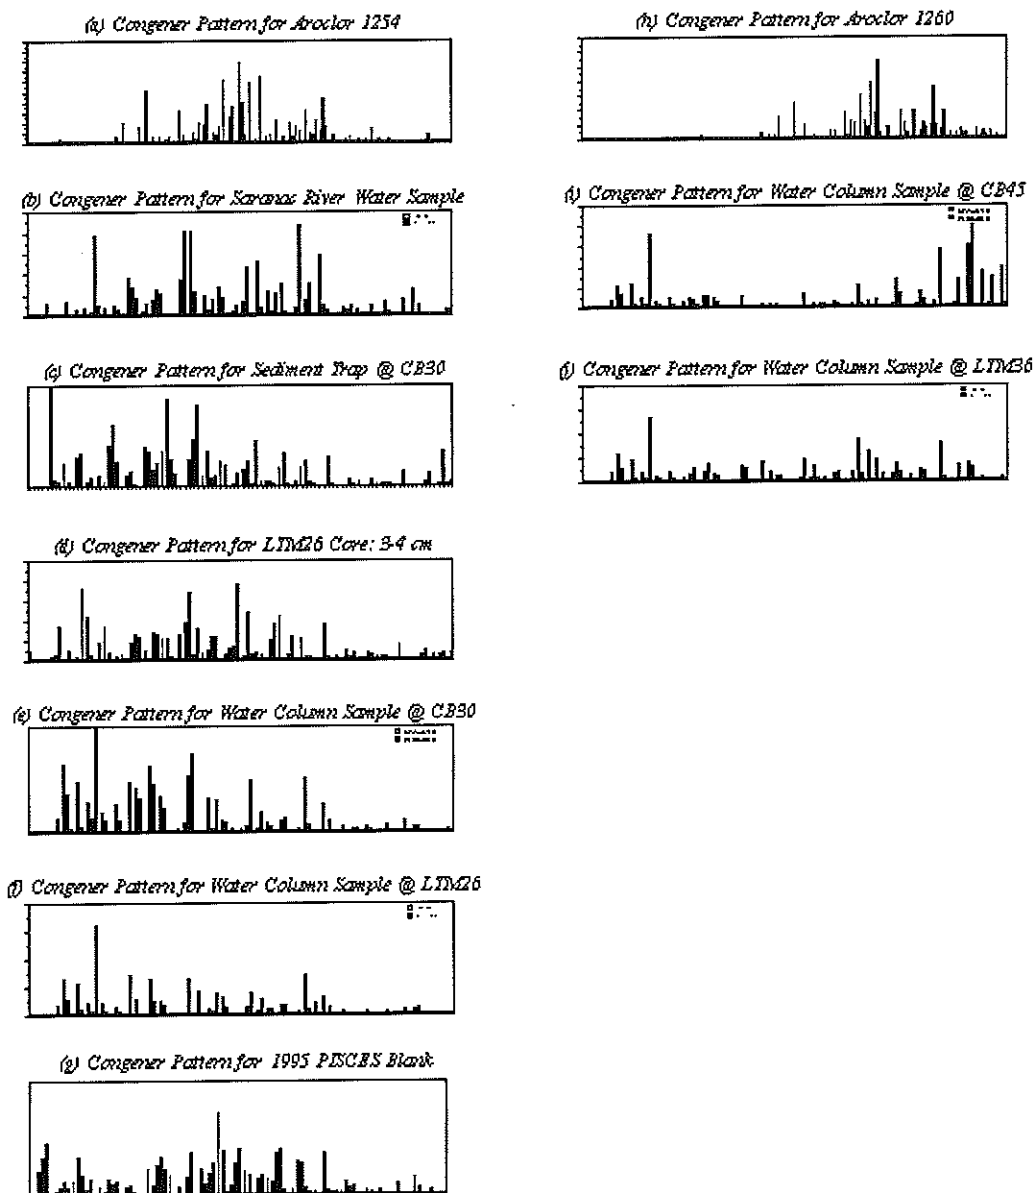 (a) Congener Pattern for Aroclor 1254
(b) Congener Pattern for Saranac River Water Sample
(c) Congener Pattern for Sediment Trap @ CB30
(d) Congener Pattern for LTM26 Core: 3-4 cm
(e) Congener Pattern for Water Column Sample @ CB30
(f) Congener Pattern for Water Column Sample @ LTM26
(g) Congener Pattern for 1995 PISCES Blank
(h) Congener Pattern for Aroclor 1260
(i) Congener Pattern for Water Column Sample @ CB45
(j) Congener Pattern for Water Column Sample @ LTM36